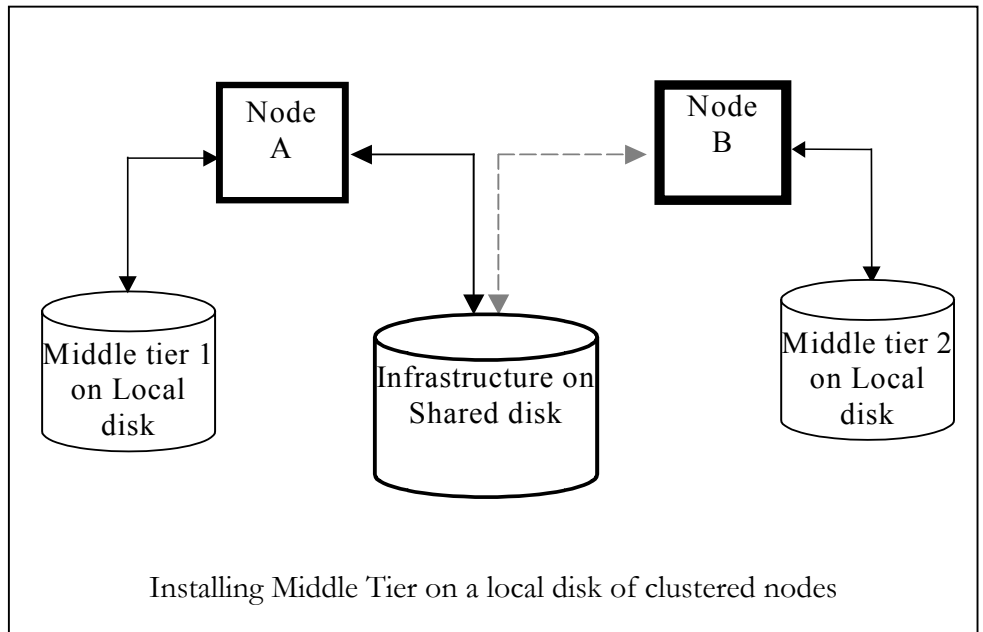 Node
A
Node
B
Middle tier 1
on Local
disk
Infrastructure on
Shared disk
Middle tier 2
on Local
disk
Installing Middle Tier on a local disk of clustered nodes